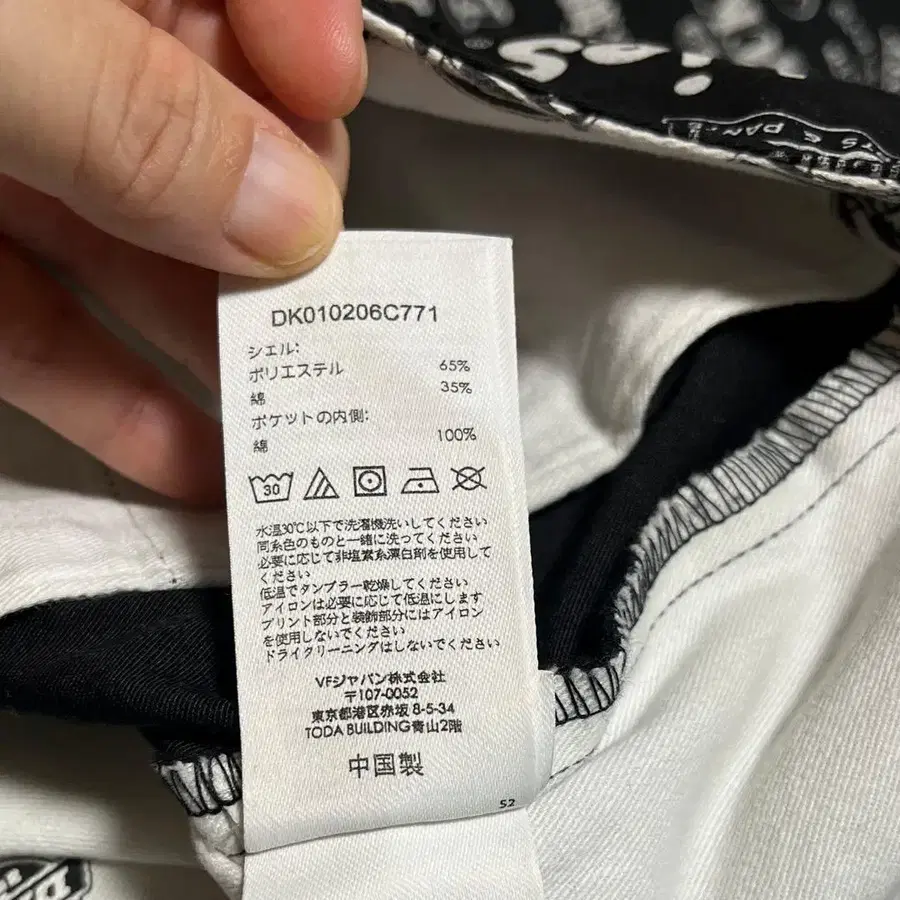 DK010206C771
シェル:
ポリエステル 65%
綿 35%
ポケットの内側:
綿 100%
30
水温30℃以下で洗濯機洗いしてください
同系色のものと一緒に洗ってください
必要に応じて非塩素系漂白剤を使用して
ください
低温でタンブラー乾燥してください
アイロンは必要に応じて低温にします
プリント部分と装飾部分にはアイロン
を使用しないでください
ドライクリーニングはしないでください
VFジャパン株式会社
〒107-0052
東京都港区赤坂 8-5-34
TODA BUILDING青山2階
中国製
52